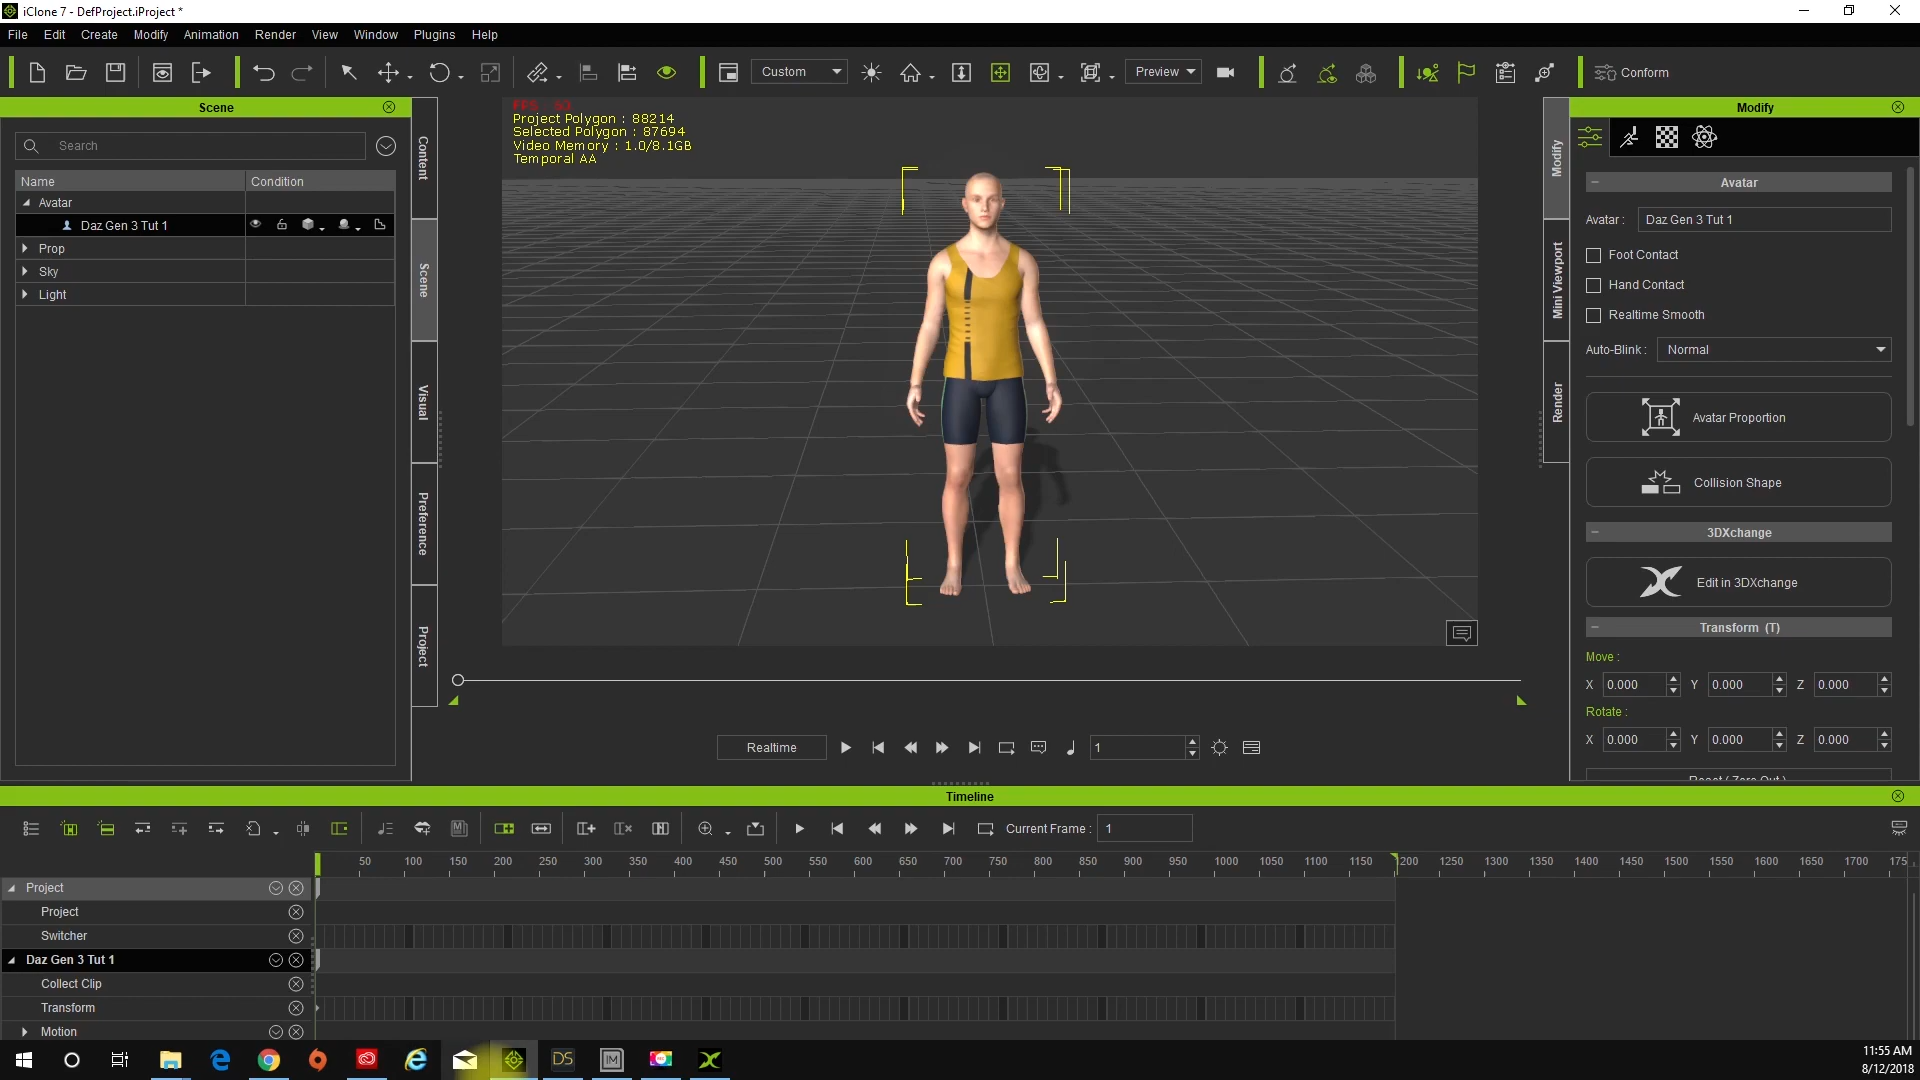 iClone 7 - DefProject.iProject *
File Edit Create Modify Animation Render View Window Plugins Help
Custom Preview Conform
Scene
Search
Name Condition
Avatar
Daz Gen 3 Tut 1
Prop
Sky
Light
Content
Scene
Visual
Preference
Project
Project Polygon : 88214
Selected Polygon : 87694
Video Memory : 1.0/8.1GB
Temporal AA
Modify
Mini Viewport
Render
Modify
Avatar
Avatar : Daz Gen 3 Tut 1
Foot Contact
Hand Contact
Realtime Smooth
Auto-Blink : Normal
Avatar Proportion
Collision Shape
3DXchange
Edit in 3DXchange
Transform (T)
Move :
X 0.000 Y 0.000 Z 0.000
Rotate :
X 0.000 Y 0.000 Z 0.000
Reset ( Zero Out )
Realtime 1
Timeline
Current Frame : 1
50 100 150 200 250 300 350 400 450 500 550 600 650 700 750 800 850 900 950 1000 1050 1100 1150 1200 1250 1300 1350 1400 1450 1500 1550 1600 1650 1700 175
Project
Project
Switcher
Daz Gen 3 Tut 1
Collect Clip
Transform
Motion
DS IM
11:55 AM
8/12/2018